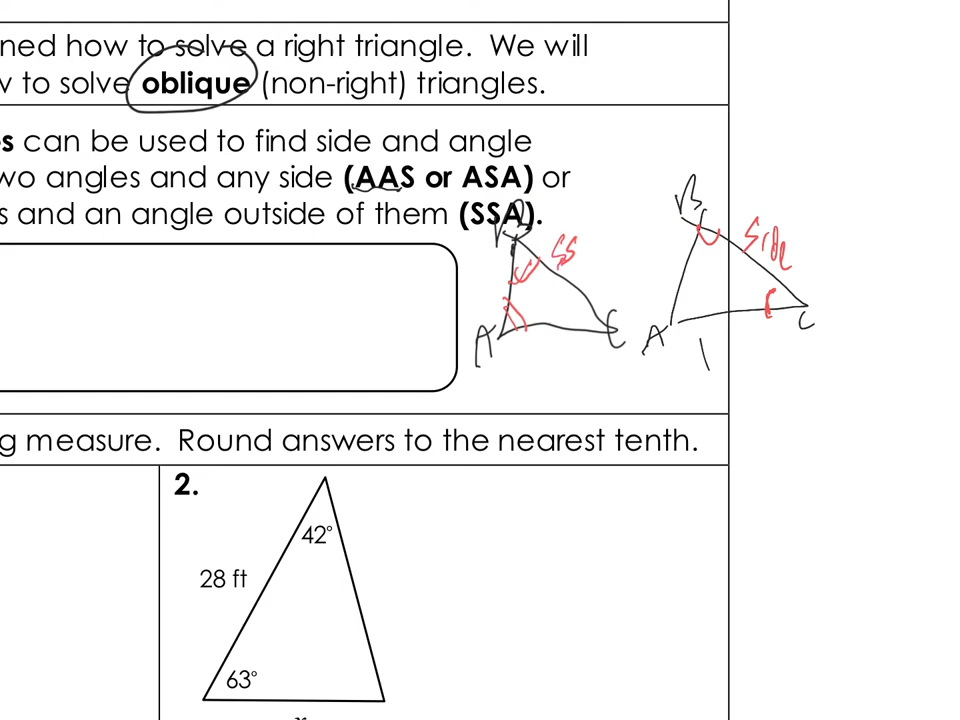 ned how to solve a right triangle. We will
w to solve oblique (non-right) triangles.
es can be used to find side and angle
wo angles and any side (AAS or ASA) or
s and an angle outside of them (SSA).
B
SS
A
C
B
Side
A
C
g measure. Round answers to the nearest tenth.
2.
42°
28 ft
63°